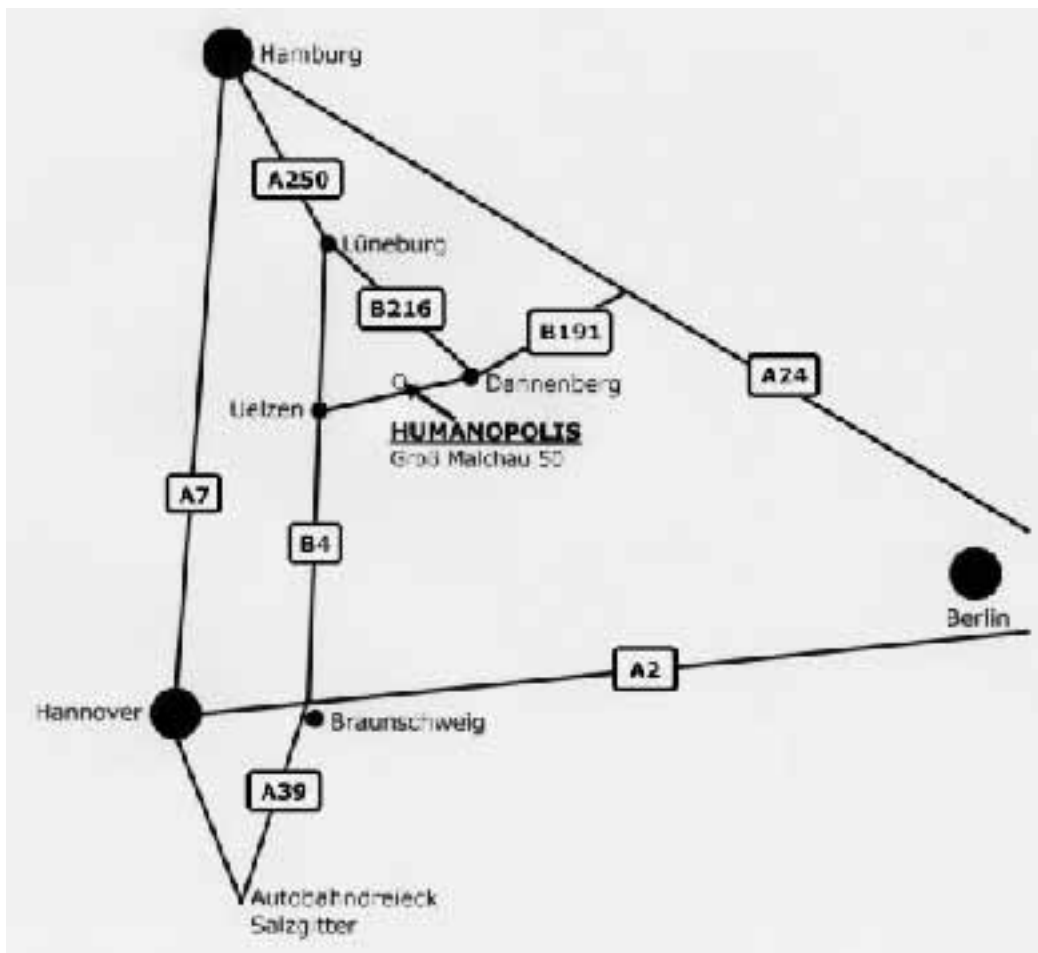 Hamburg
A250
Lüneburg
B216
B191
A24
Dannenberg
Uelzen
HUMANOPOLIS
Groß Malchau 50
A7
B4
Berlin
A2
Hannover
Braunschweig
A39
Autobahndreieck
Salzgitter